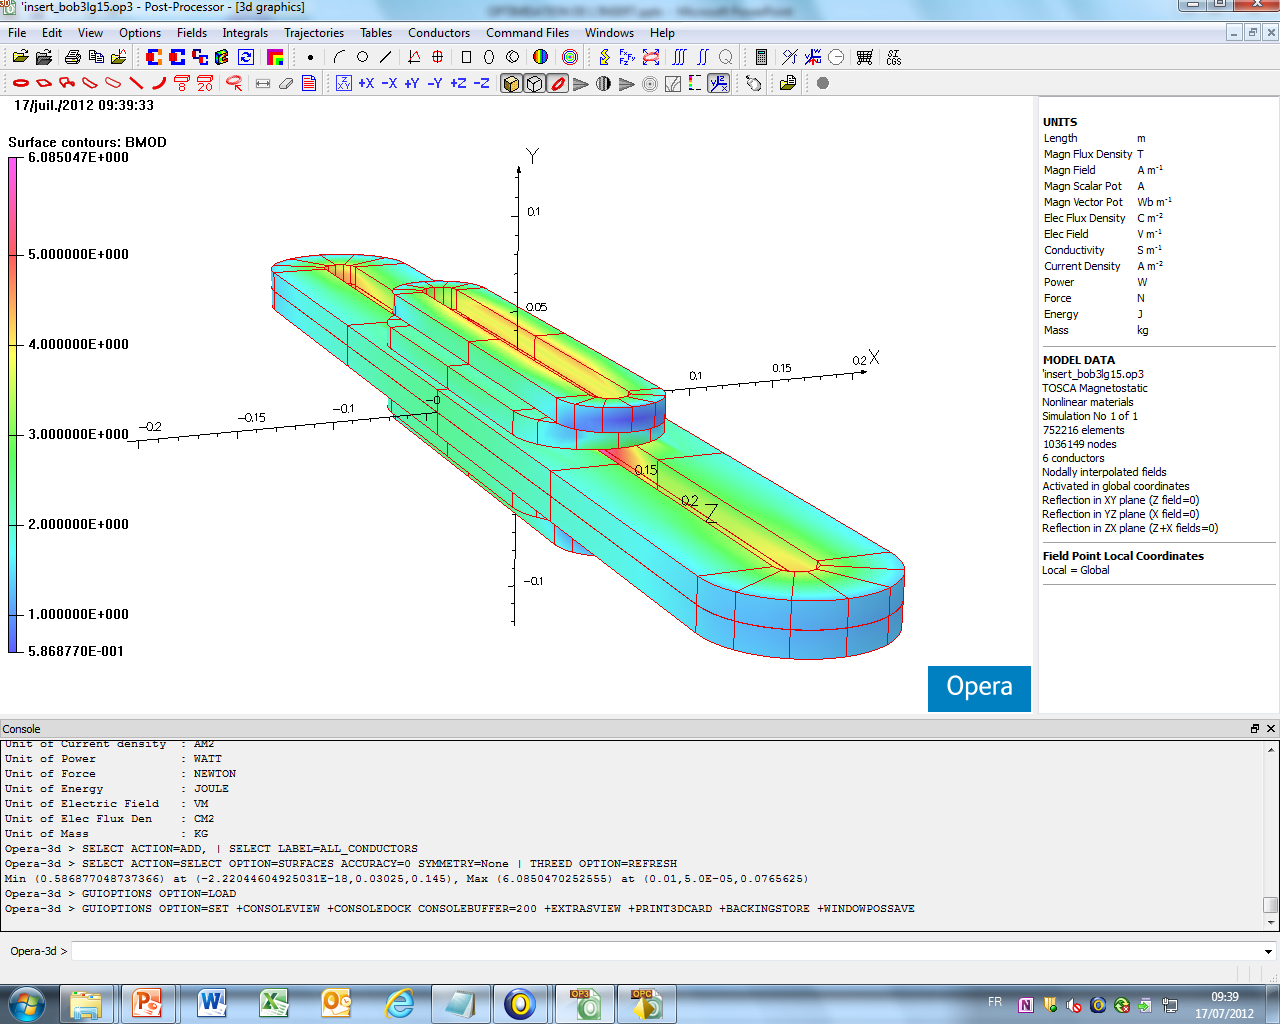 'insert_bob3lg15.op3 - Post-Processor - [3d graphics]
File Edit View Options Fields Integrals Trajectories Tables Conductors Command Files Windows Help
+X -X +Y -Y +Z -Z
17/juil./2012 09:39:33
Surface contours: BMOD
6.085047E+000
5.000000E+000
4.000000E+000
3.000000E+000
2.000000E+000
1.000000E+000
5.868770E-001
Y
0.1
0.05
0.2 X
0.15
0.1
-0.1
-0.15
-0.2
0.15
0.2
Z
-0.1
Opera
UNITS
Length m
Magn Flux Density T
Magn Field A m-1
Magn Scalar Pot A
Magn Vector Pot Wb m-1
Elec Flux Density C m-2
Elec Field V m-1
Conductivity S m-1
Current Density A m-2
Power W
Force N
Energy J
Mass kg
MODEL DATA
'insert_bob3lg15.op3'
TOSCA Magnetostatic
Nonlinear materials
Simulation No 1 of 1
752216 elements
1036149 nodes
6 conductors
Nodally interpolated fields
Activated in global coordinates
Reflection in XY plane (Z field=0)
Reflection in YZ plane (X field=0)
Reflection in ZX plane (Z+X fields=0)
Field Point Local Coordinates
Local = Global
Console
Unit of Current density : AM2
Unit of Power : WATT
Unit of Force : NEWTON
Unit of Energy : JOULE
Unit of Electric Field : VM
Unit of Elec Flux Den : CM2
Unit of Mass : KG
Opera-3d > SELECT ACTION=ADD, | SELECT LABEL=ALL_CONDUCTORS
Opera-3d > SELECT ACTION=SELECT OPTION=SURFACES ACCURACY=0 SYMMETRY=None | THREED OPTION=REFRESH
Min (0.586877048737366) at (-2.22044604925031E-18,0.03025,0.145), Max (6.0850470252555) at (0.01,5.0E-05,0.0765625)
Opera-3d > GUIOPTIONS OPTION=LOAD
Opera-3d > GUIOPTIONS OPTION=SET +CONSOLEVIEW +CONSOLEDOCK CONSOLEBUFFER=200 +EXTRASVIEW +PRINT3DCARD +BACKINGSTORE +WINDOWPOSSAVE
Opera-3d >
FR
09:39
17/07/2012